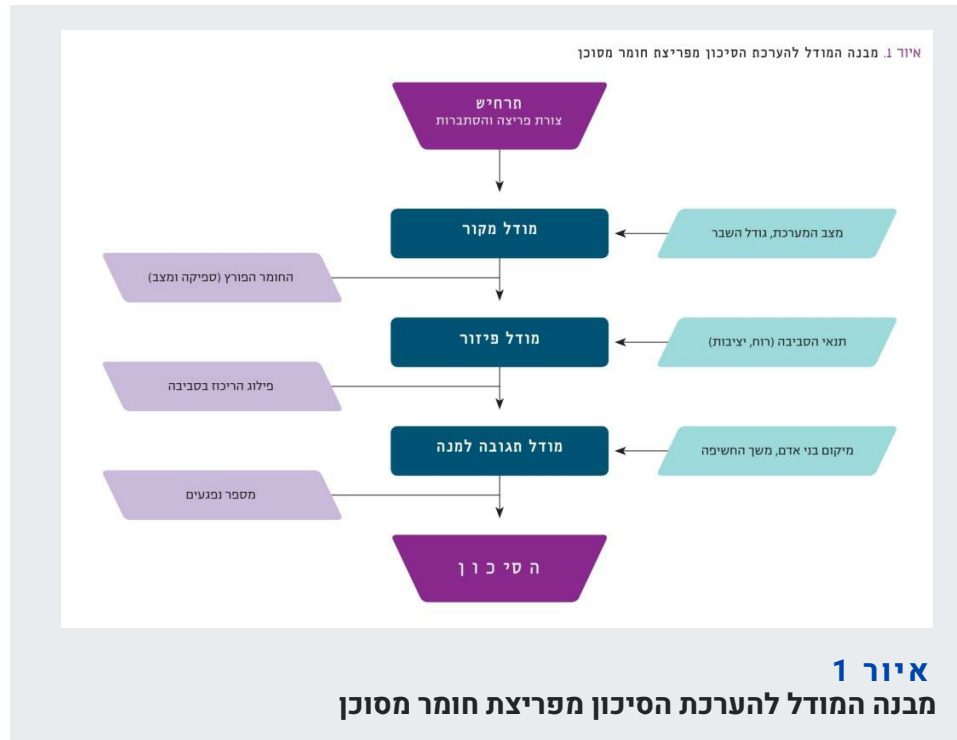 איור 1. מבנה המודל להערכת הסיכון מפריצת חומר מסוכן
תרחיש
צורת פריצה והסתברות
מודל מקור
מצב המערכת, גודל השבר
החומר הפורץ (ספיקה ומצב)
מודל פיזור
תנאי הסביבה (רוח, יציבות)
פילוג הריכוז בסביבה
מודל תגובה למנה
מיקום בני אדם, משך החשיפה
מספר נפגעים
הסיכון
איור 1
מבנה המודל להערכת הסיכון מפריצת חומר מסוכן